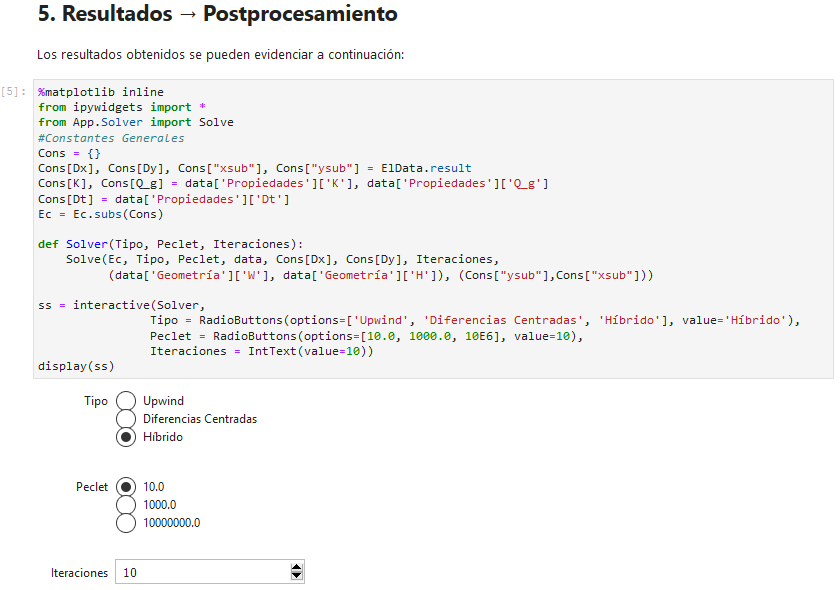 5. Resultados → Postprocesamiento
Los resultados obtenidos se pueden evidenciar a continuación:
[5]:
%matplotlib inline
from ipywidgets import *
from App.Solver import Solve
#Constantes Generales
Cons = {}
Cons[Dx], Cons[Dy], Cons["xsub"], Cons["ysub"] = ElData.result
Cons[K], Cons[Q_g] = data['Propiedades']['K'], data['Propiedades']['Q_g']
Cons[Dt] = data['Propiedades']['Dt']
Ec = Ec.subs(Cons)

def Solver(Tipo, Peclet, Iteraciones):
    Solve(Ec, Tipo, Peclet, data, Cons[Dx], Cons[Dy], Iteraciones,
          (data['Geometría']['W'], data['Geometría']['H']), (Cons["ysub"],Cons["xsub"]))

ss = interactive(Solver,
                Tipo = RadioButtons(options=['Upwind', 'Diferencias Centradas', 'Híbrido'], value='Híbrido'),
                Peclet = RadioButtons(options=[10.0, 1000.0, 10E6], value=10),
                Iteraciones = IntText(value=10))
display(ss)
Tipo Upwind
Diferencias Centradas
Híbrido
Peclet 10.0
1000.0
10000000.0
Iteraciones 10